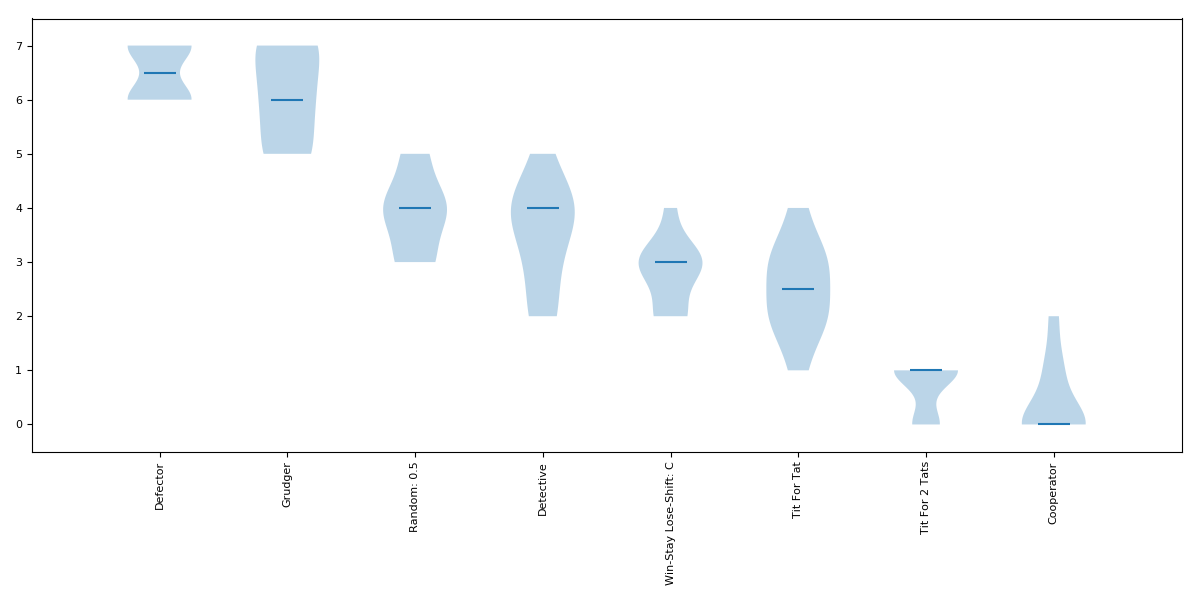 7
6
5
4
3
2
1
0
Defector
Grudger
Random: 0.5
Detective
Win-Stay Lose-Shift: C
Tit For Tat
Tit For 2 Tats
Cooperator